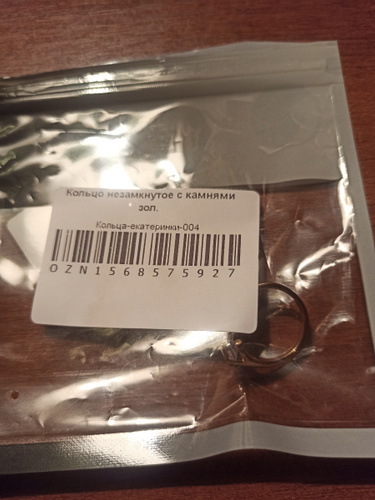 Кольцо незамкнутое с камнями
зол.
Кольца-екатеринки-004
OZN1568575927